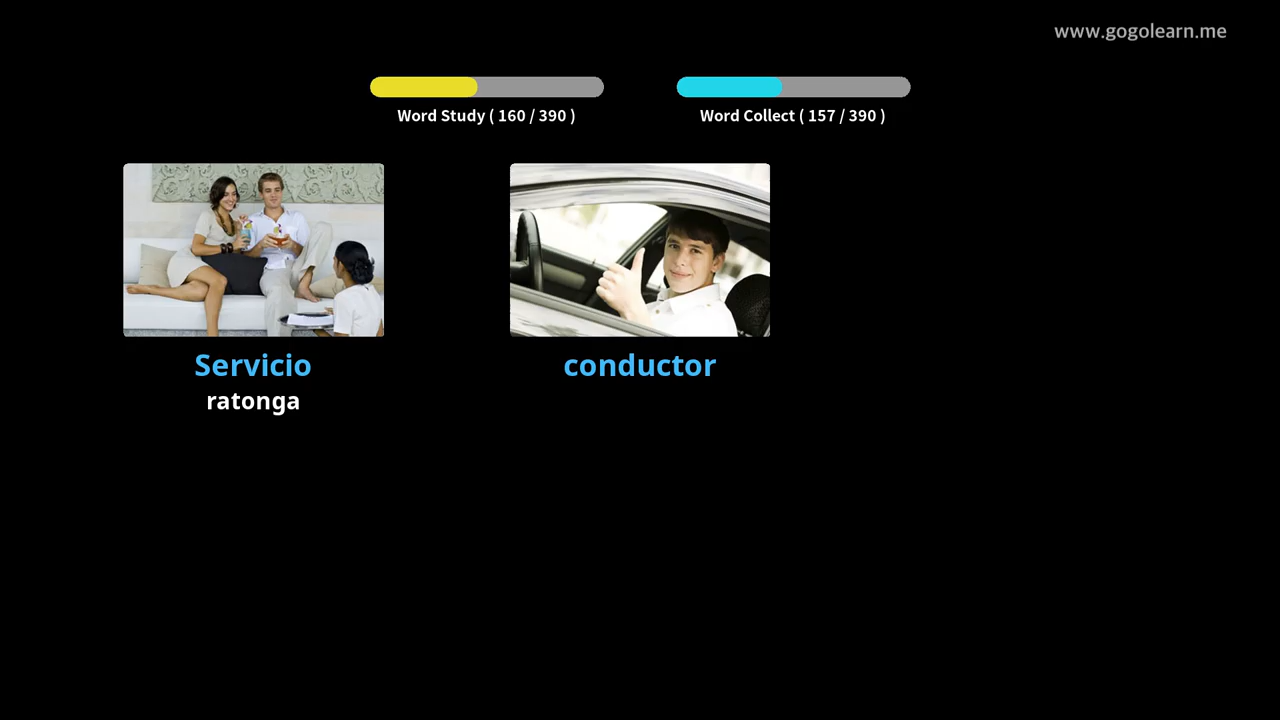 www.gogolearn.me
Word Study ( 160 / 390 )
Word Collect ( 157 / 390 )
Servicio
ratonga
conductor